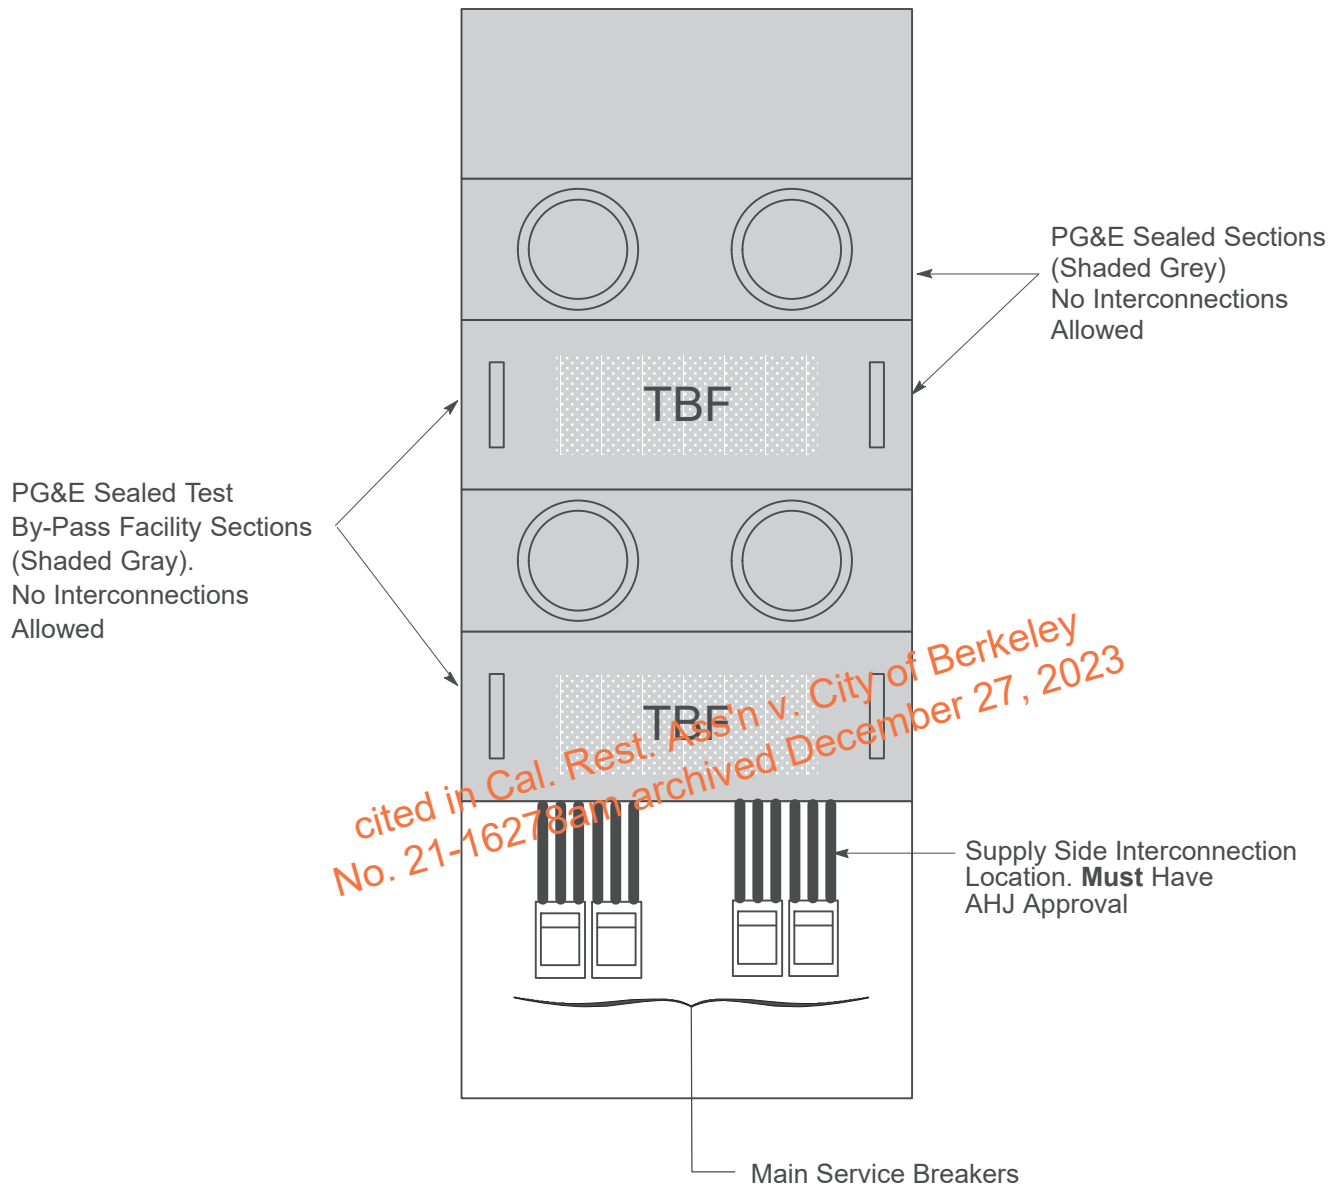 PG&E Sealed Sections
(Shaded Grey)
No Interconnections
Allowed
TBF
PG&E Sealed Test
By-Pass Facility Sections
(Shaded Gray).
No Interconnections
Allowed
TBF
cited in Cal. Rest. Ass'n v. City of Berkeley
No. 21-16278am archived December 27, 2023
Supply Side Interconnection
Location. Must Have
AHJ Approval
Main Service Breakers